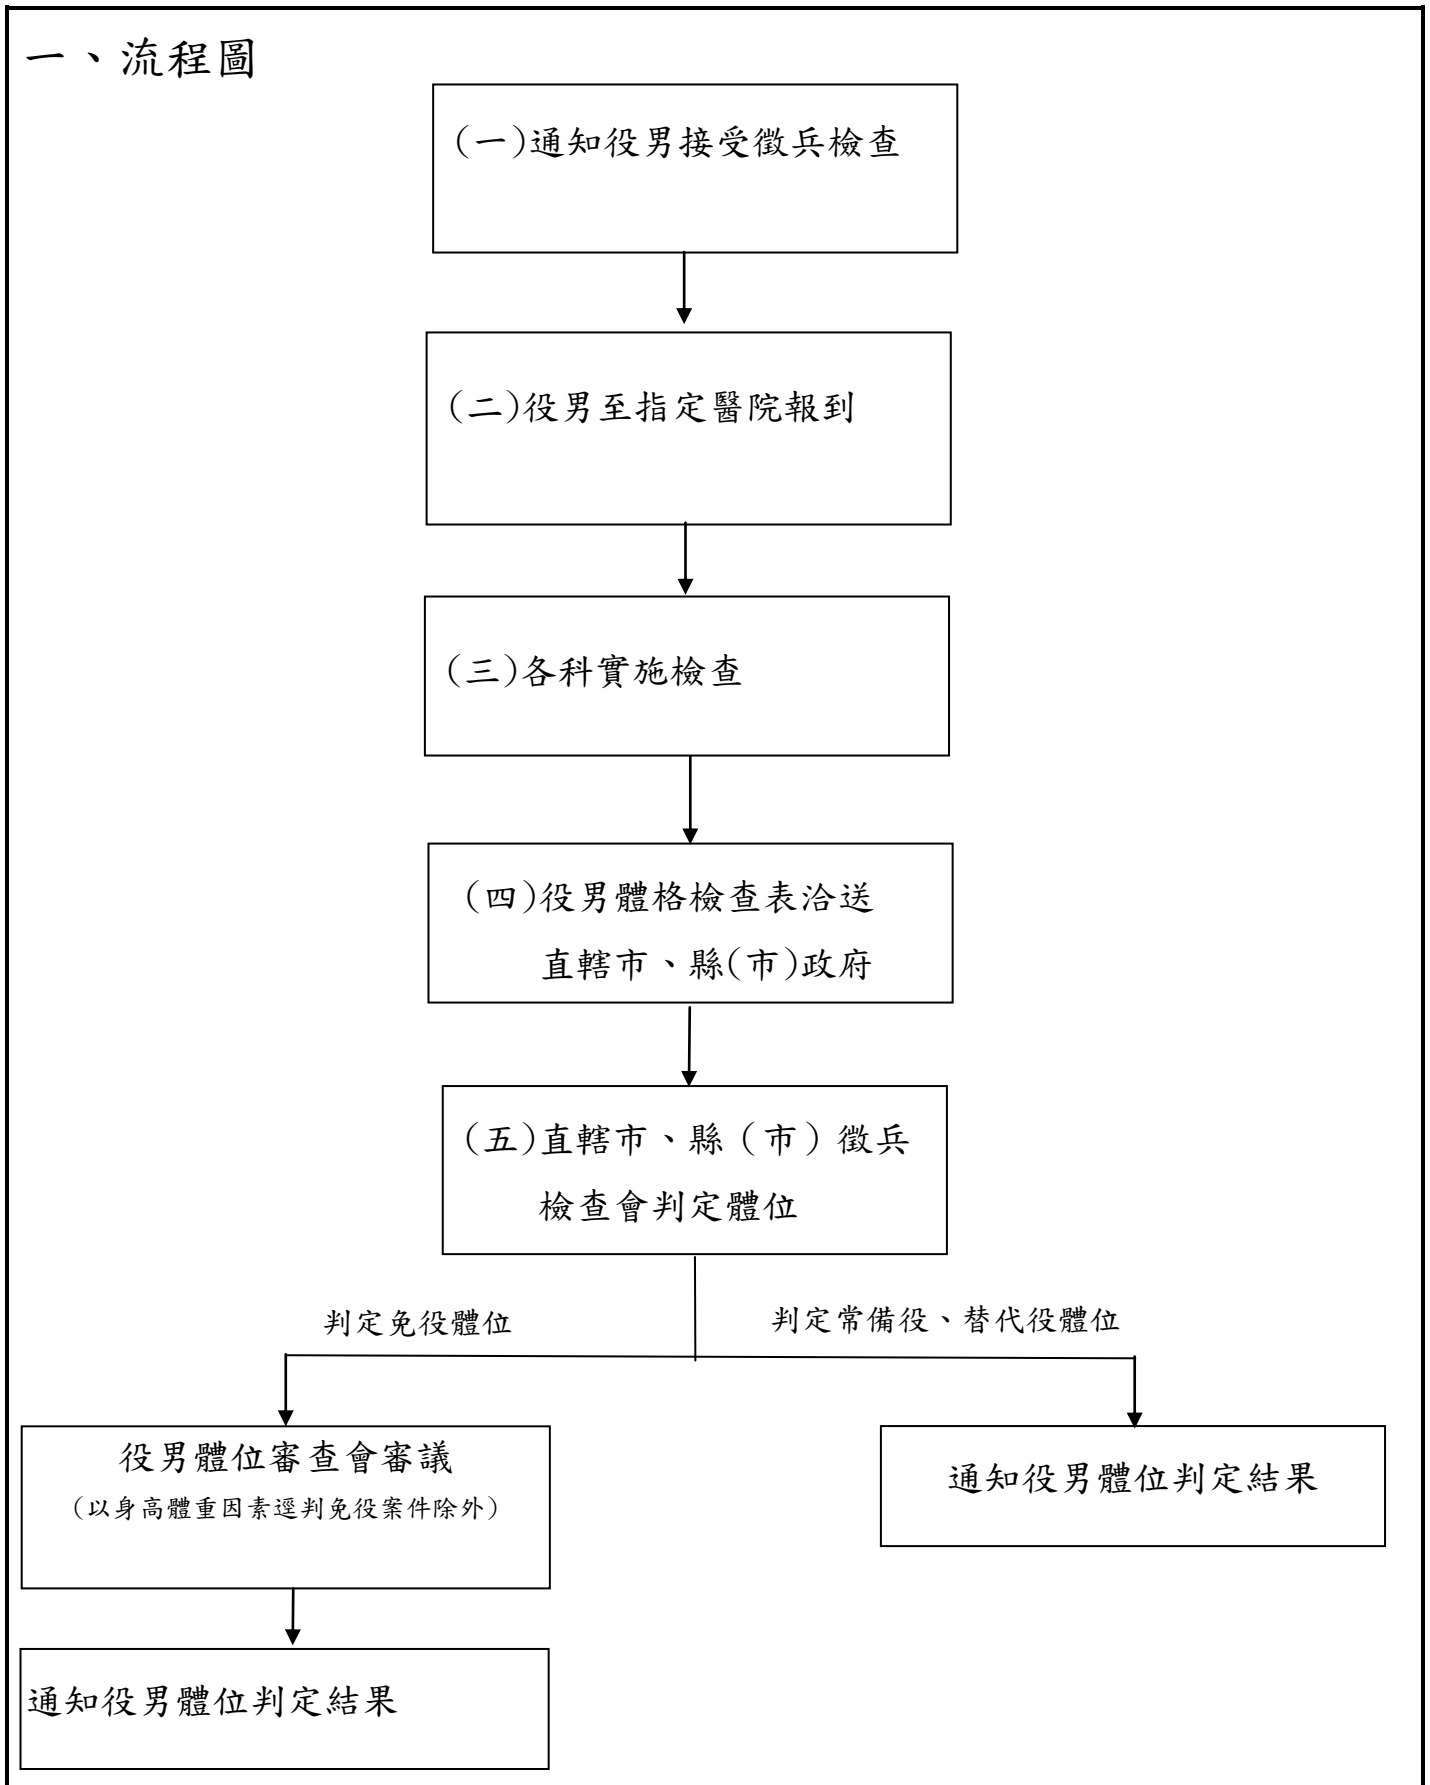 一、流程圖
(一)通知役男接受徵兵檢查
(二)役男至指定醫院報到
(三)各科實施檢查
(四)役男體格檢查表洽送
直轄市、縣(市)政府
(五)直轄市、縣（市）徵兵
檢查會判定體位
判定免役體位
判定常備役、替代役體位
役男體位審查會審議
（以身高體重因素逕判免役案件除外）
通知役男體位判定結果
通知役男體位判定結果